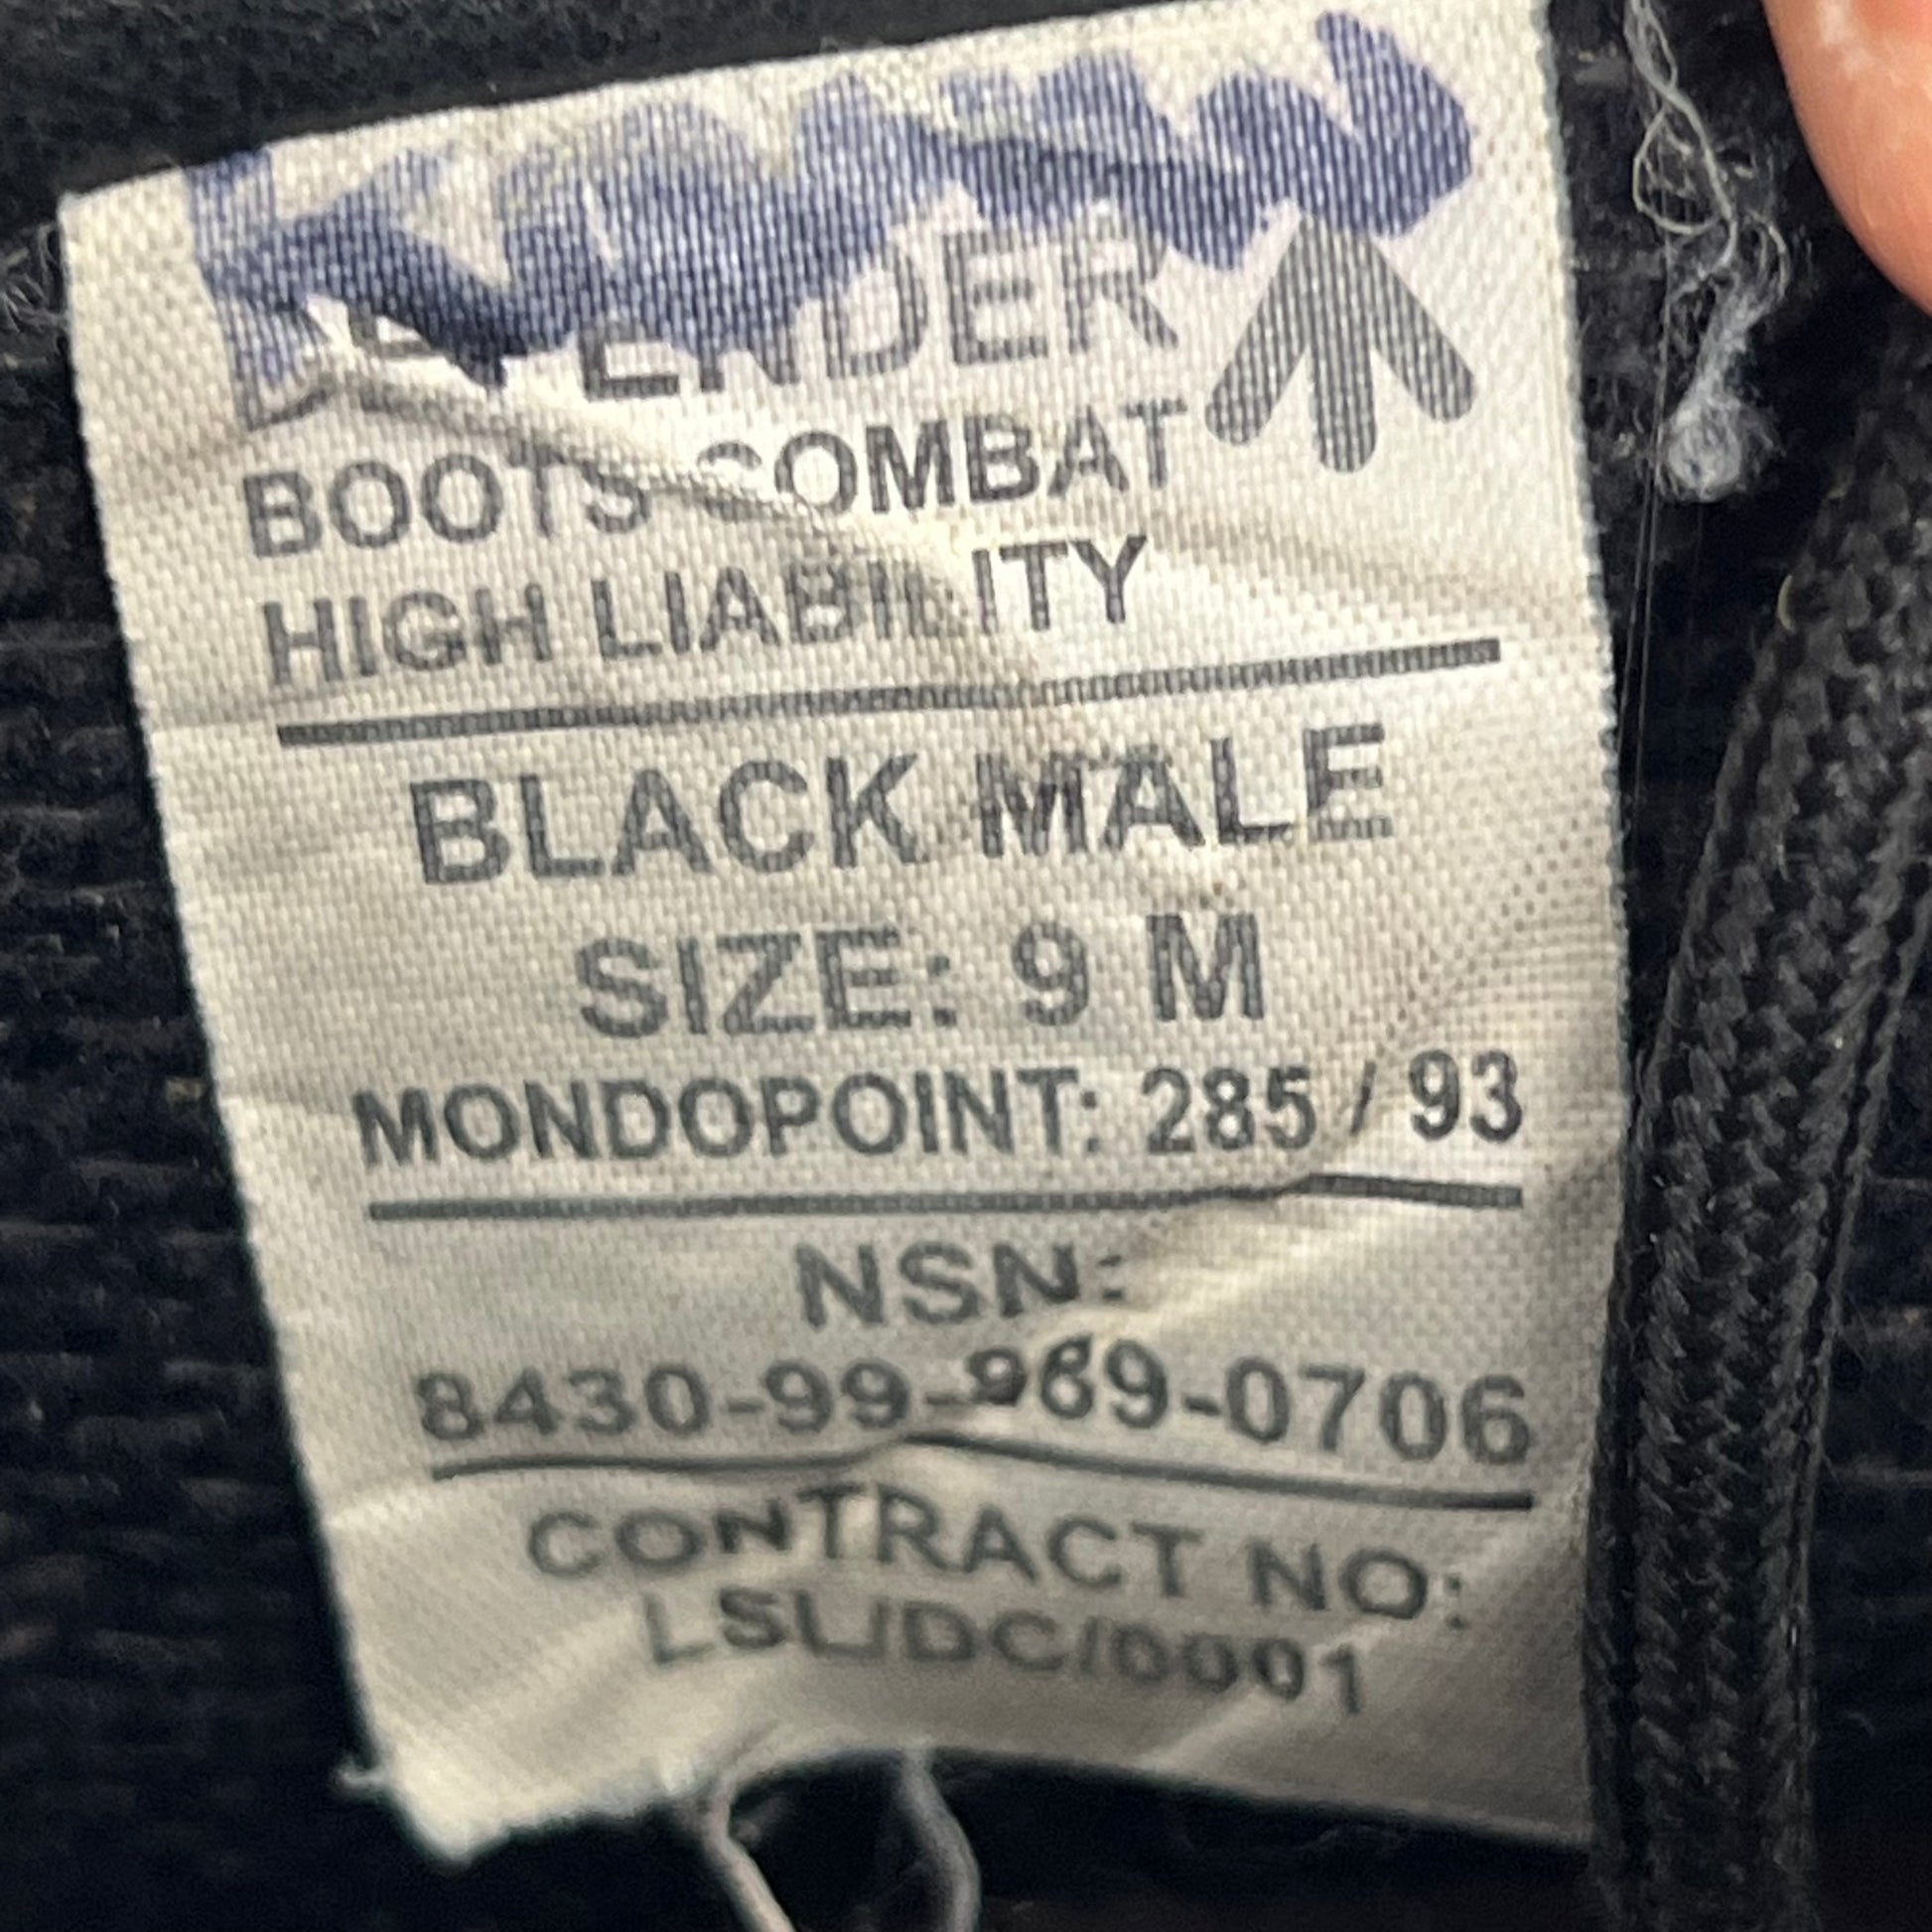 DEFENDER
BOOTS COMBAT
HIGH LIABILITY
BLACK MALE
SIZE: 9 M
MONDOPOINT: 285 / 93
NSN:
8430-99-969-0706
CONTRACT NO:
LSL/DC/0001